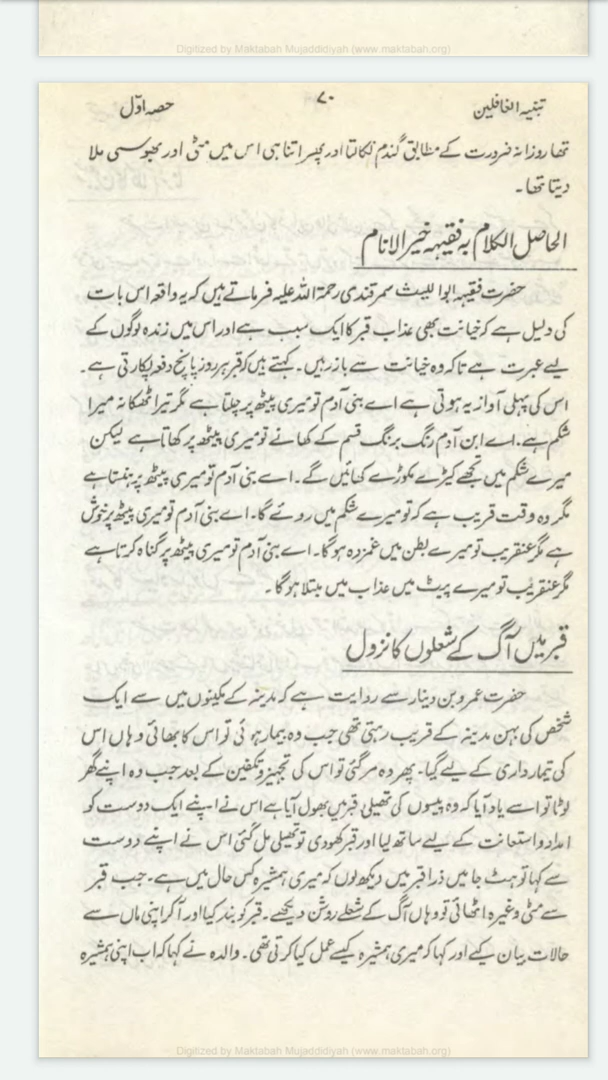 Digitized by Maktabah Mujaddidiyah (www.maktabah.org)
تنبیہ الغافلین ۷۰ حصہ اوّل
تھا روزانہ ضرورت کے مطابق گندم نکالتا اور پھر اتنا ہی اس میں مٹی اور بھوسی ملا
دیتا تھا۔
الحاصل الکلام بہ فقیہہ خیر الانام
حضرت فقیہہ ابو اللیث سمرقندی رحمۃ اللہ علیہ فرماتے ہیں کہ یہ واقعہ اس بات
کی دلیل ہے کہ خیانت بھی عذاب قبر کا ایک سبب ہے اور اس میں زندہ لوگوں کے
لیے عبرت ہے تاکہ وہ خیانت سے باز رہیں۔ کہتے ہیں کہ قبر ہر روز پانچ دفعہ پکارتی ہے۔
اس کی پہلی آواز یہ ہوتی ہے اے بنی آدم تو میری پیٹھ پر چلتا ہے مگر تیرا ٹھکانہ میرا
شکم ہے۔ اے ابن آدم رنگ برنگ قسم کے کھانے تو میری پیٹھ پر کھاتا ہے لیکن
میرے شکم میں تجھے کیڑے مکوڑے کھائیں گے۔ اے بنی آدم تو میری پیٹھ پر ہنستا ہے
مگر وہ وقت قریب ہے کہ تو میرے شکم میں روئے گا۔ اے بنی آدم تو میری پیٹھ پر خوش
ہے مگر عنقریب تو میرے بطن میں غمزدہ ہوگا۔ اے بنی آدم تو میری پیٹھ پر گناہ کرتا ہے
مگر عنقریب تو میرے پیٹ میں عذاب میں مبتلا ہوگا۔
قبر میں آگ کے شعلوں کا نزول
حضرت عمرو بن دینار سے روایت ہے کہ مدینہ کے مکینوں میں سے ایک
شخص کی بہن مدینہ کے قریب رہتی تھی جب وہ بیمار ہوئی تو اس کا بھائی وہاں اس
کی تیمارداری کے لیے گیا۔ پھر وہ مر گئی تو اس کی تجہیز و تکفین کے بعد جب وہ اپنے گھر
لوٹا تو اسے یاد آیا کہ وہ پیسوں کی تھیلی قبر میں بھول آیا ہے اس نے اپنے ایک دوست کو
امداد و استعانت کے لیے ساتھ لیا اور قبر کھودی تو تھیلی مل گئی اس نے اپنے دوست
سے کہا تو ہٹ جا میں ذرا قبر میں دیکھ لوں کہ میری ہمشیرہ کس حال میں ہے۔ جب قبر
سے مٹی وغیرہ اٹھائی تو وہاں آگ کے شعلے روشن دیکھے۔ قبر کو بند کیا اور آ کر اپنی ماں سے
حالات بیان کیے اور کہا کہ میری ہمشیرہ کیسے عمل کیا کرتی تھی۔ والدہ نے کہا کہ اب اپنی ہمشیرہ
Digitized by Maktabah Mujaddidiyah (www.maktabah.org)